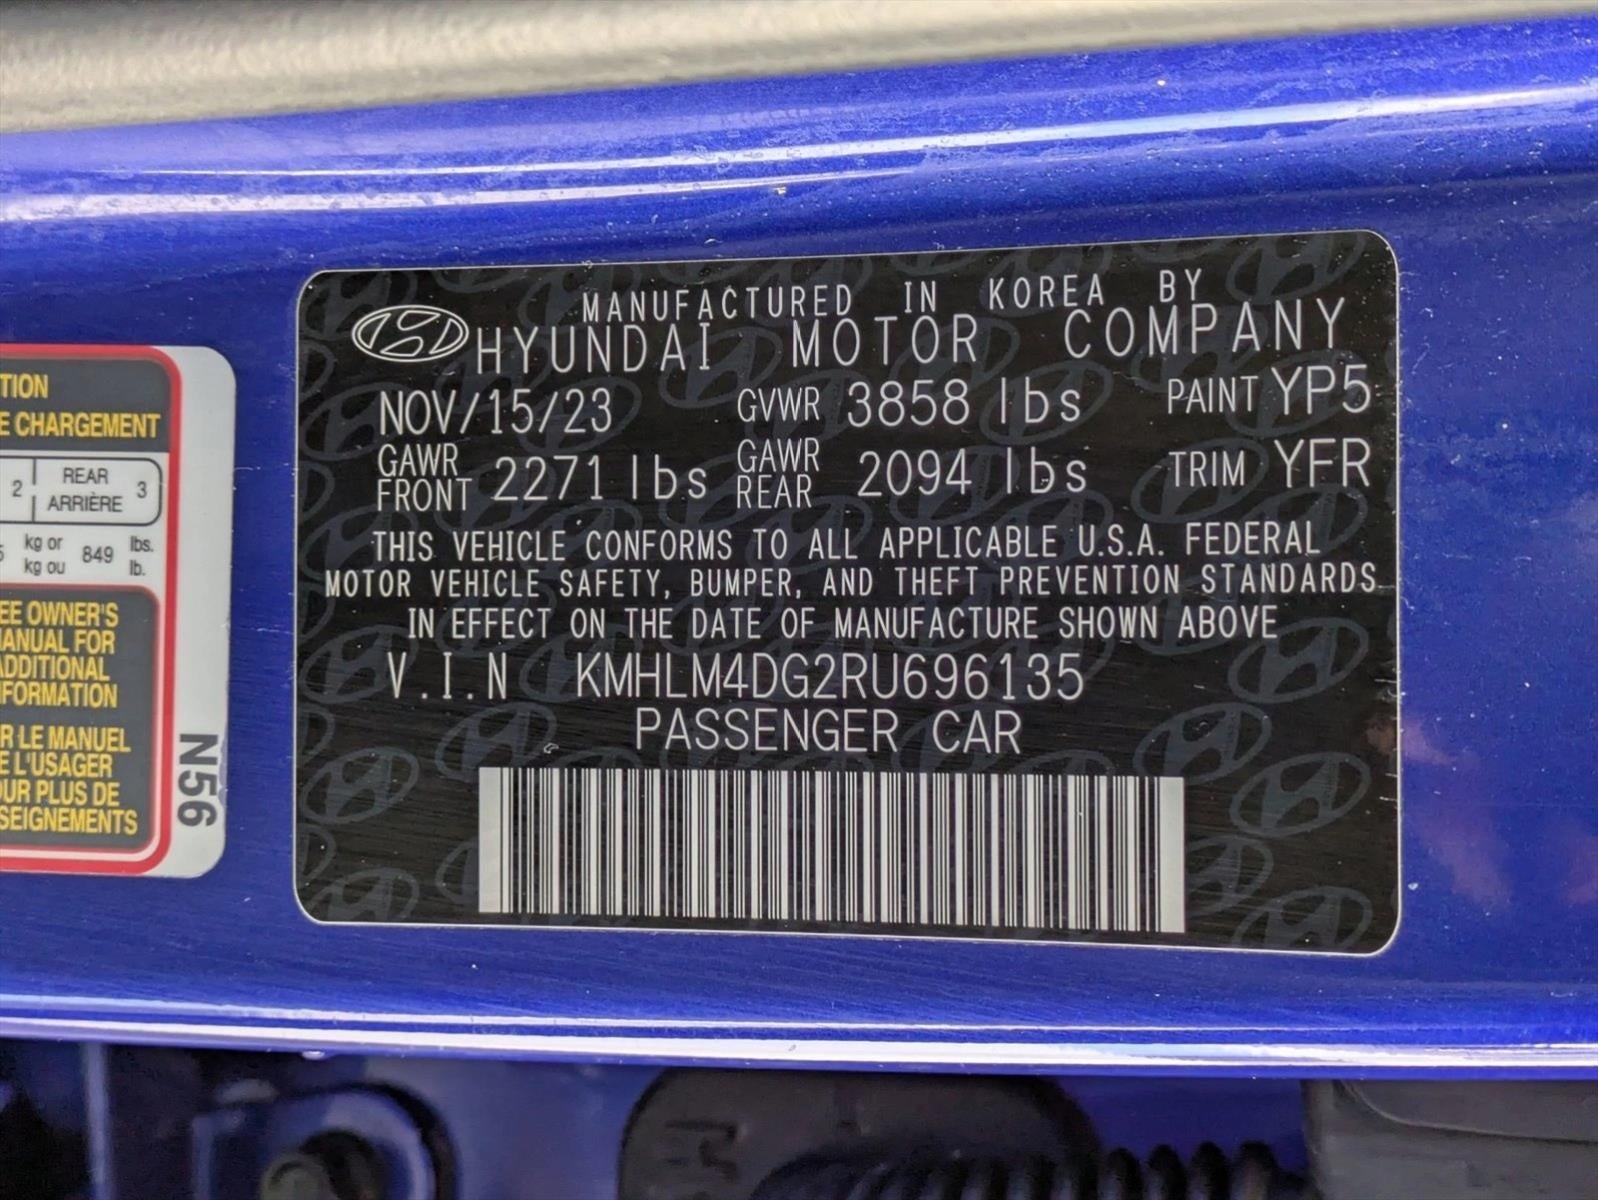 MANUFACTURED IN KOREA BY
HYUNDAI MOTOR COMPANY
NOV/15/23 GVWR 3858 lbs PAINT YP5
GAWR FRONT 2271 lbs GAWR REAR 2094 lbs TRIM YFR
THIS VEHICLE CONFORMS TO ALL APPLICABLE U.S.A. FEDERAL
MOTOR VEHICLE SAFETY, BUMPER, AND THEFT PREVENTION STANDARDS
IN EFFECT ON THE DATE OF MANUFACTURE SHOWN ABOVE
V.I.N KMHLM4DG2RU696135
PASSENGER CAR
TION
E CHARGEMENT
2 REAR 3
ARRIÈRE
kg or 849 lbs.
kg ou lb.
EE OWNER'S
ANUAL FOR
ADDITIONAL
FORMATION
R LE MANUEL
E L'USAGER
UR PLUS DE
SEIGNEMENTS
N56